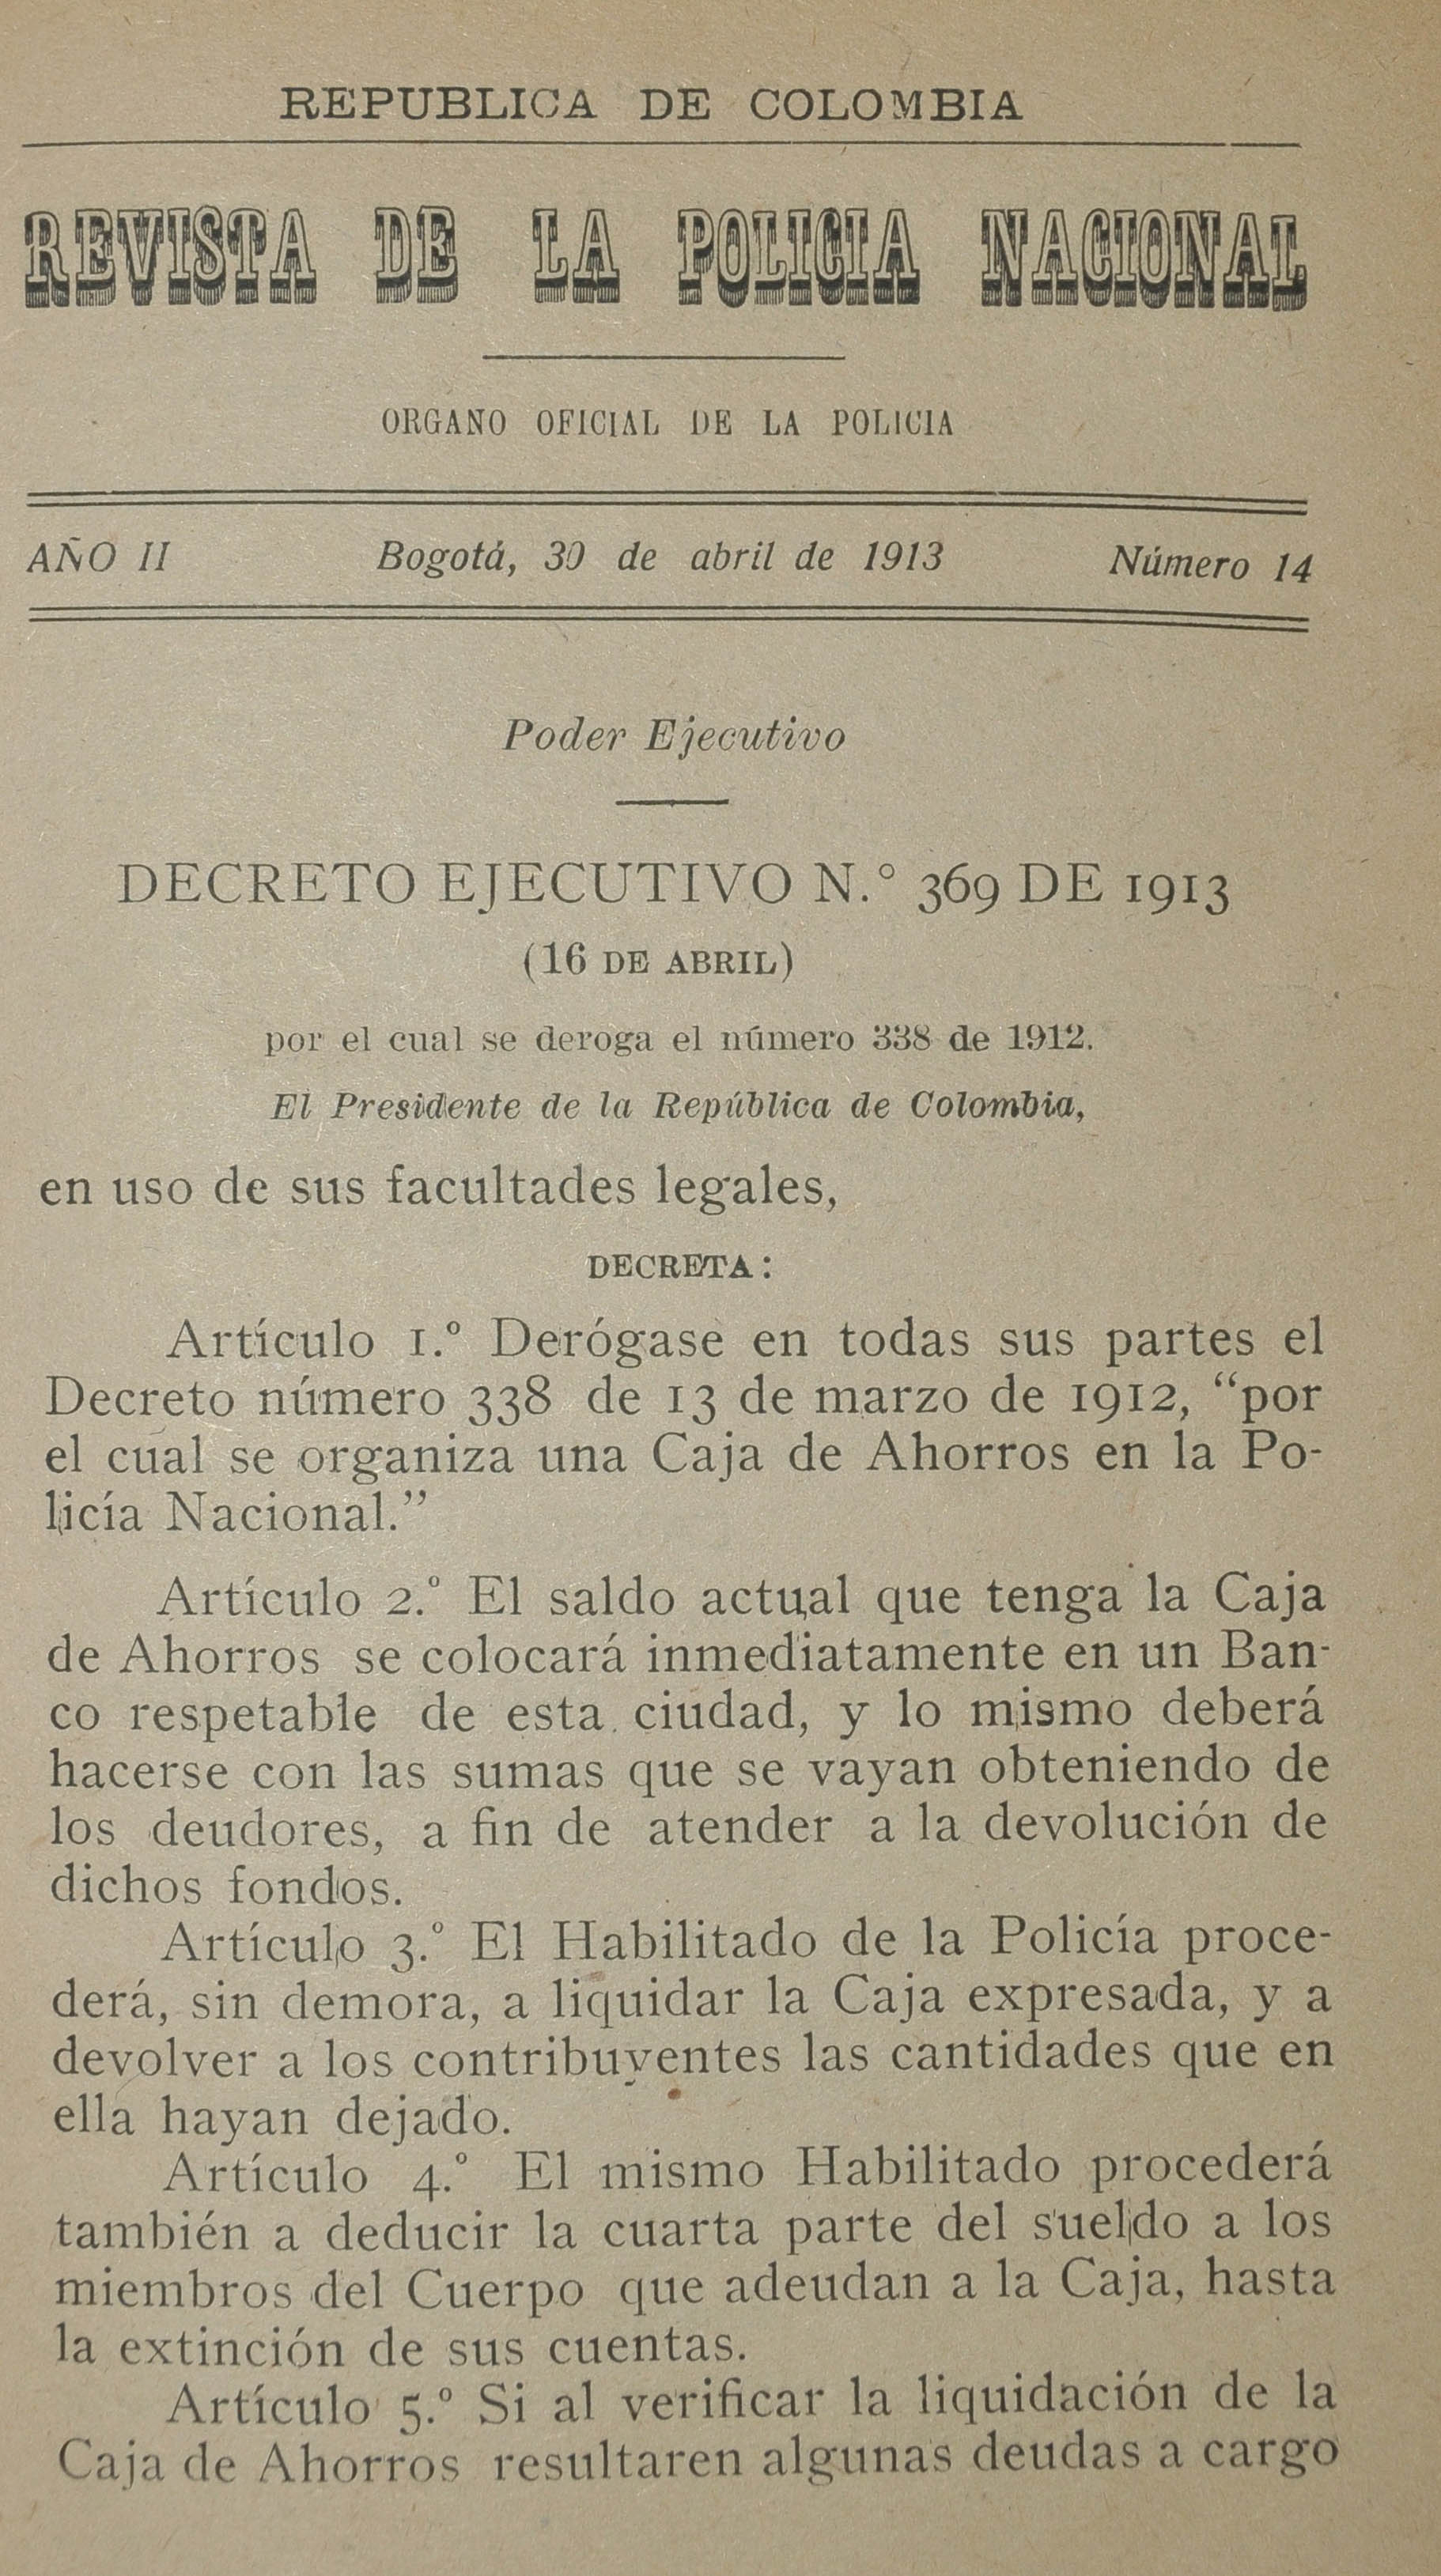 REPUBLICA DE COLOMBIA
REVISTA DE LA POLICIA NACIONAL
ORGANO OFICIAL DE LA POLICIA
AÑO II Bogotá, 30 de abril de 1913 Número 14
Poder Ejecutivo
DECRETO EJECUTIVO N.º 369 DE 1913
(16 DE ABRIL)
por el cual se deroga el número 338 de 1912.
El Presidente de la República de Colombia,
en uso de sus facultades legales,
DECRETA:
Artículo 1.º Derógase en todas sus partes el
Decreto número 338 de 13 de marzo de 1912, “por
el cual se organiza una Caja de Ahorros en la Po-
licía Nacional.”
Artículo 2.º El saldo actual que tenga la Caja
de Ahorros se colocará inmediatamente en un Ban-
co respetable de esta ciudad, y lo mismo deberá
hacerse con las sumas que se vayan obteniendo de
los deudores, a fin de atender a la devolución de
dichos fondos.
Artículo 3.º El Habilitado de la Policía proce-
derá, sin demora, a liquidar la Caja expresada, y a
devolver a los contribuyentes las cantidades que en
ella hayan dejado.
Artículo 4.º El mismo Habilitado procederá
también a deducir la cuarta parte del sueldo a los
miembros del Cuerpo que adeudan a la Caja, hasta
la extinción de sus cuentas.
Artículo 5.º Si al verificar la liquidación de la
Caja de Ahorros resultaren algunas deudas a cargo